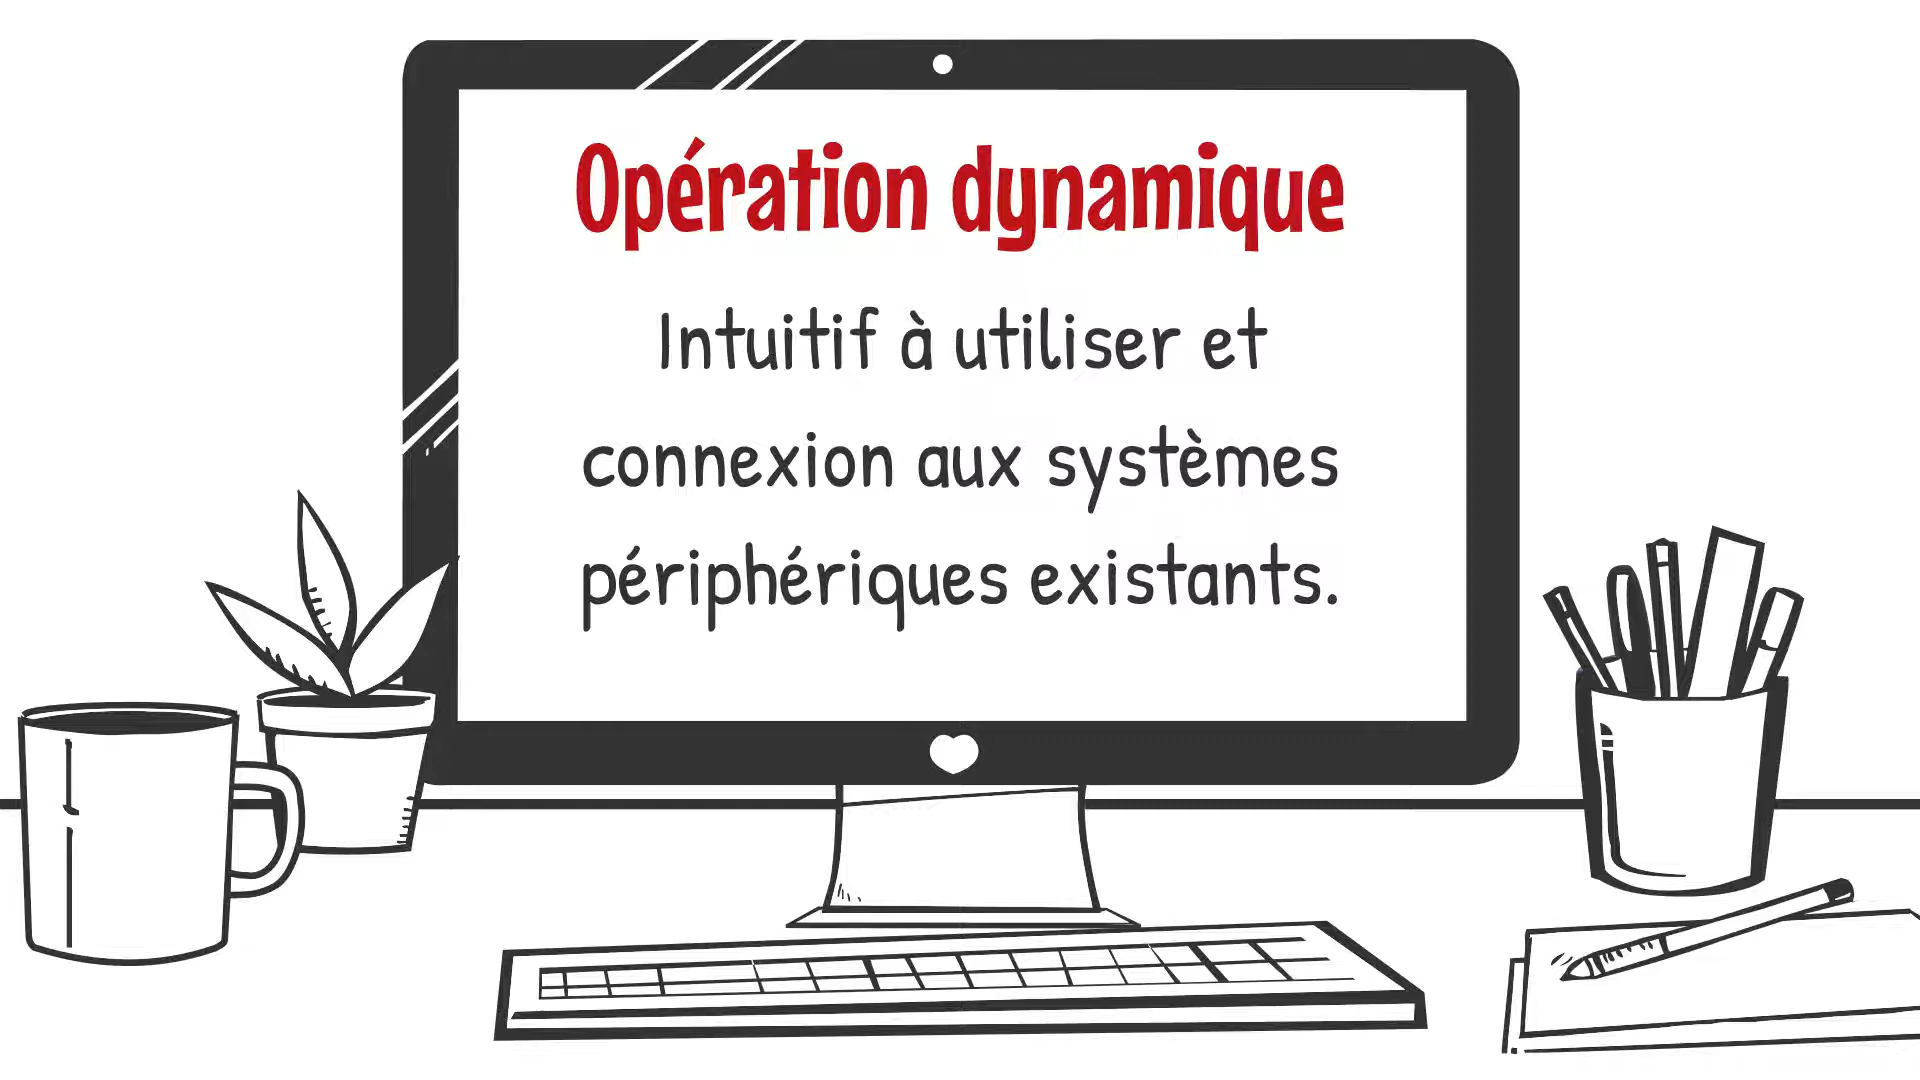 Opération dynamique
Intuitif à utiliser et
connexion aux systèmes
périphériques existants.